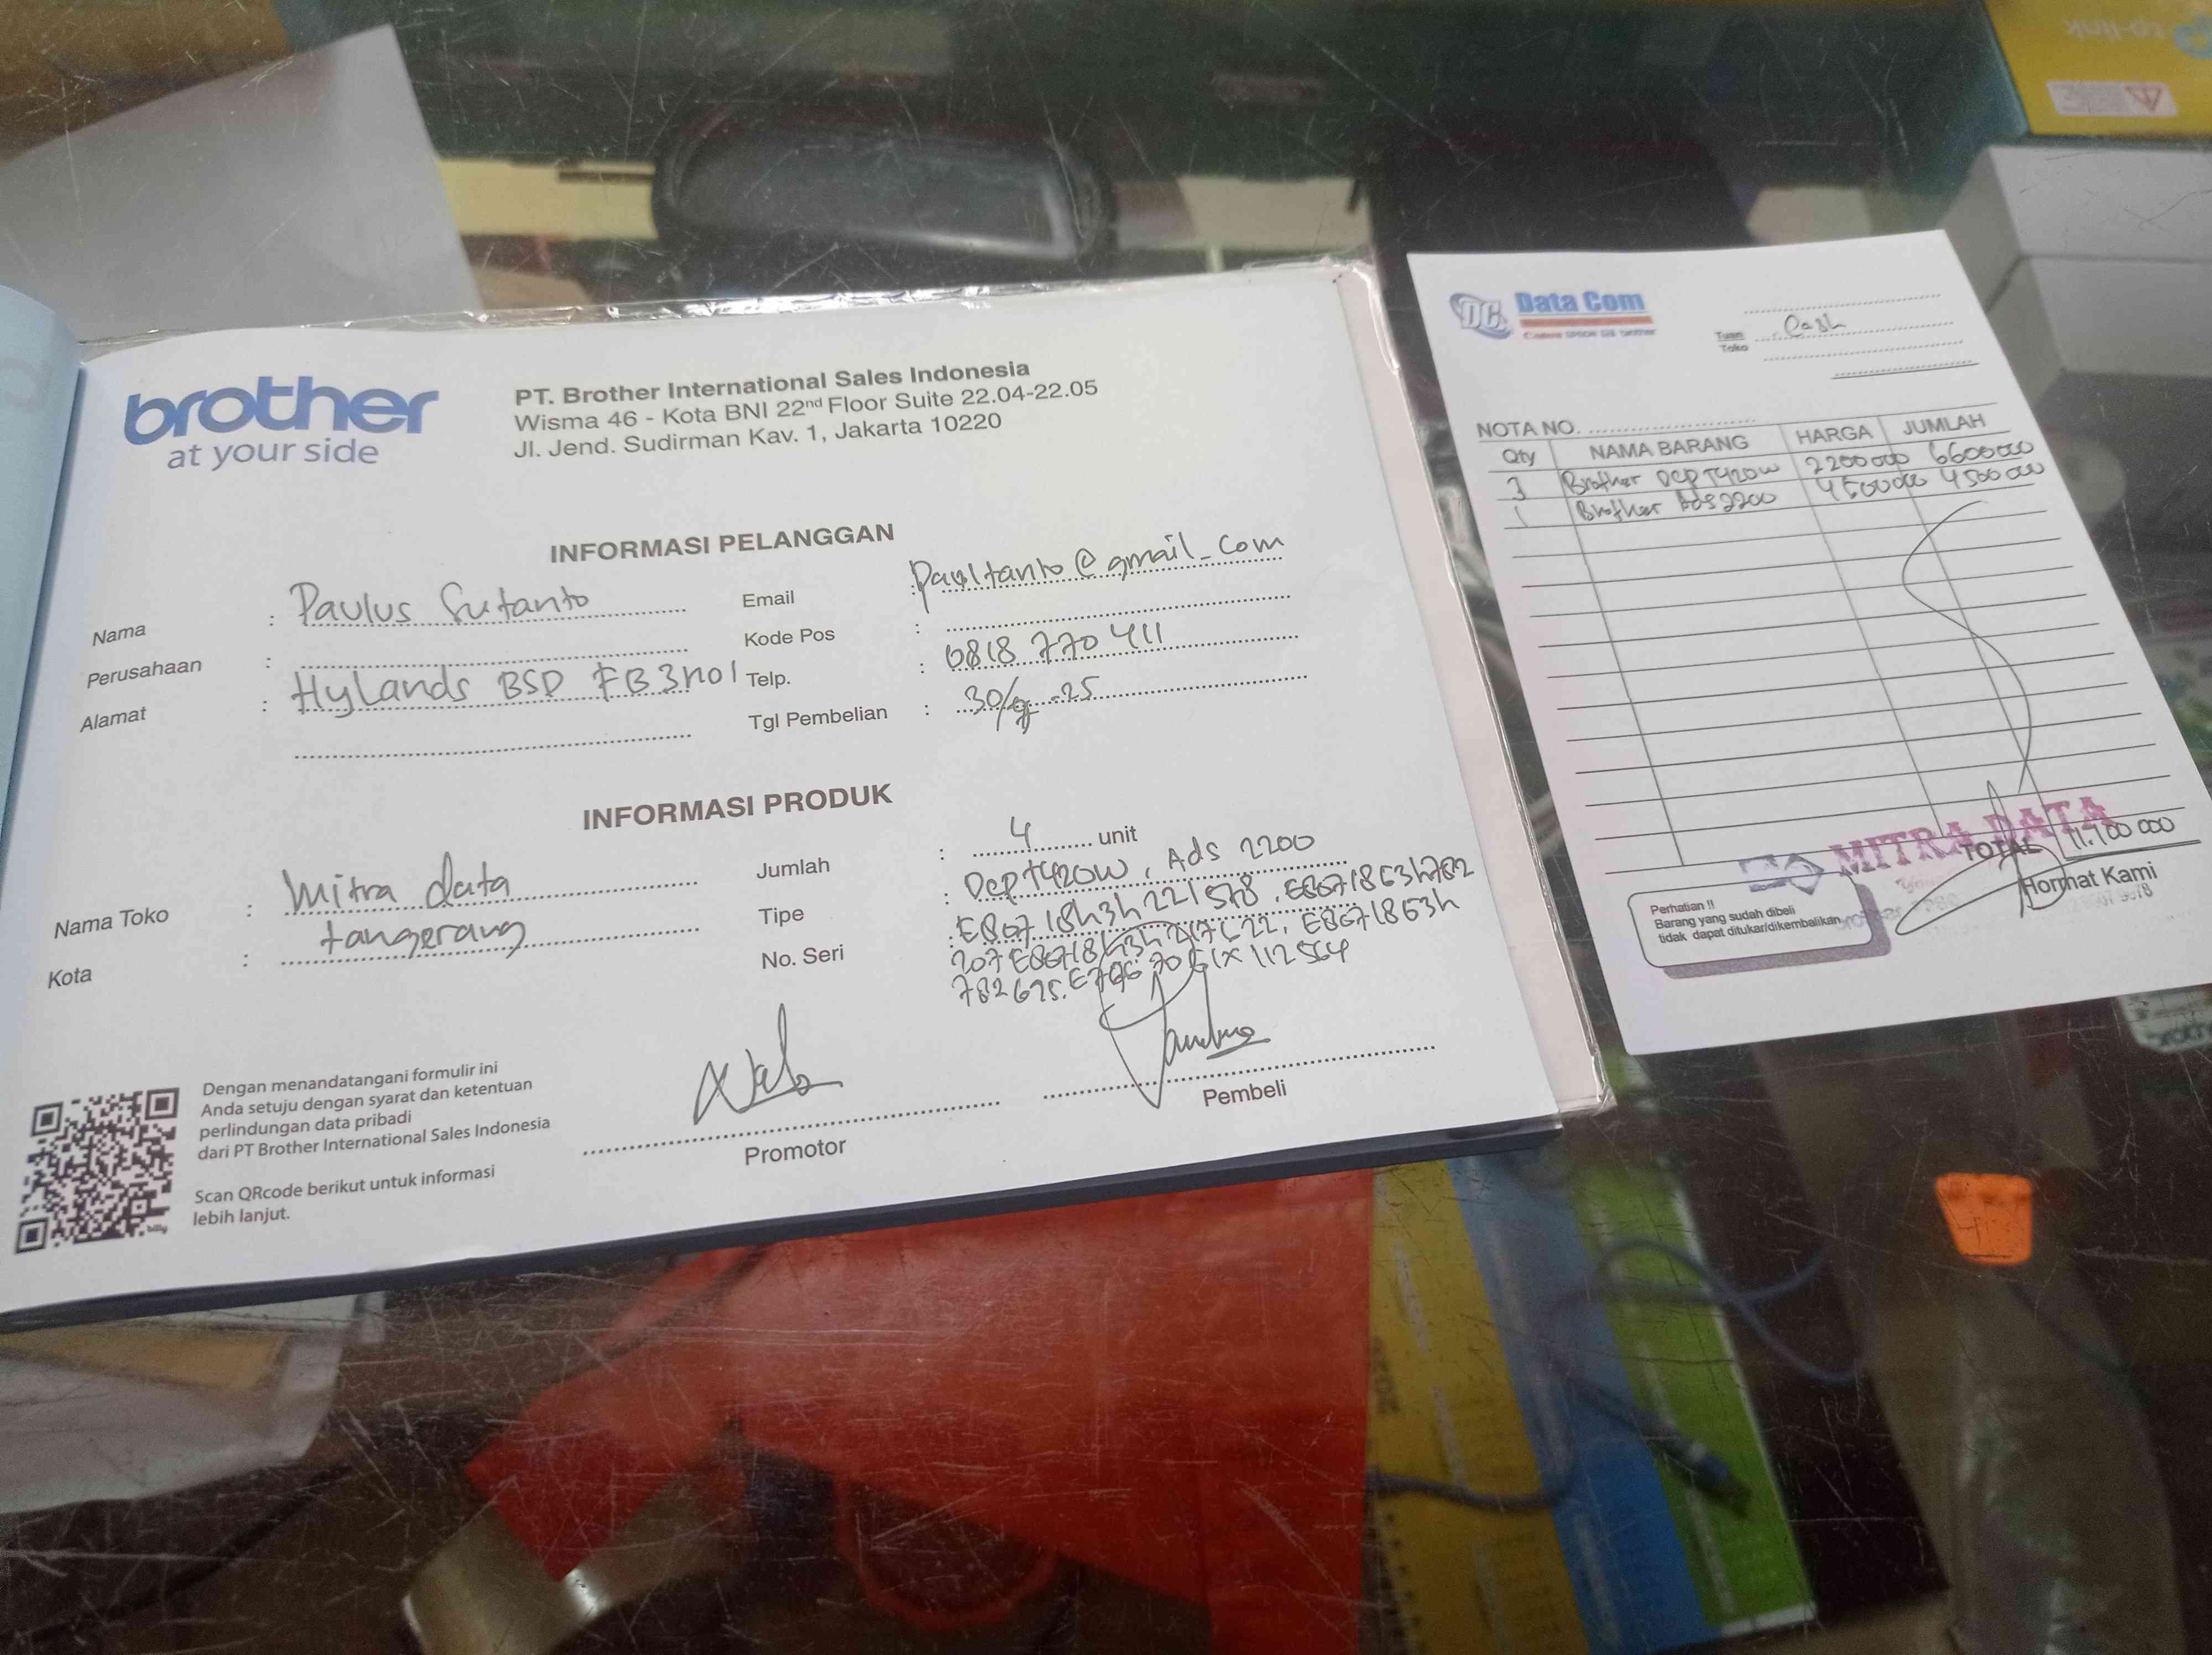 brother
at your side
PT. Brother International Sales Indonesia
Wisma 46 - Kota BNI 22nd Floor Suite 22.04-22.05
Jl. Jend. Sudirman Kav. 1, Jakarta 10220
INFORMASI PELANGGAN
Nama : Paulus Sutanto
Perusahaan :
Alamat : Hylands BSD FB3no1
Email : paultanto@gmail_com
Kode Pos :
Telp. : 0818 770 411
Tgl Pembelian : 30/9-25
INFORMASI PRODUK
Nama Toko : Mitra data
Kota : tangerang
Jumlah : 4 unit
Tipe : Dcp T420W, Ads 2200
No. Seri :
Promotor
Pembeli
Dengan menandatangani formulir ini
Anda setuju dengan syarat dan ketentuan
perlindungan data pribadi
dari PT Brother International Sales Indonesia
Scan QRcode berikut untuk informasi
lebih lanjut.
billy
DC Data Com
Tuan Cash
Toko
NOTA NO.
Qty NAMA BARANG HARGA JUMLAH
3 Brother Dcp T420w 2200000 6600000
1 Brother Ads 2200 4500000 4500000
MITRA DATA
TOTAL 11.100 000
Hormat Kami
Perhatian !!
Barang yang sudah dibeli
tidak dapat ditukar/dikembalikan